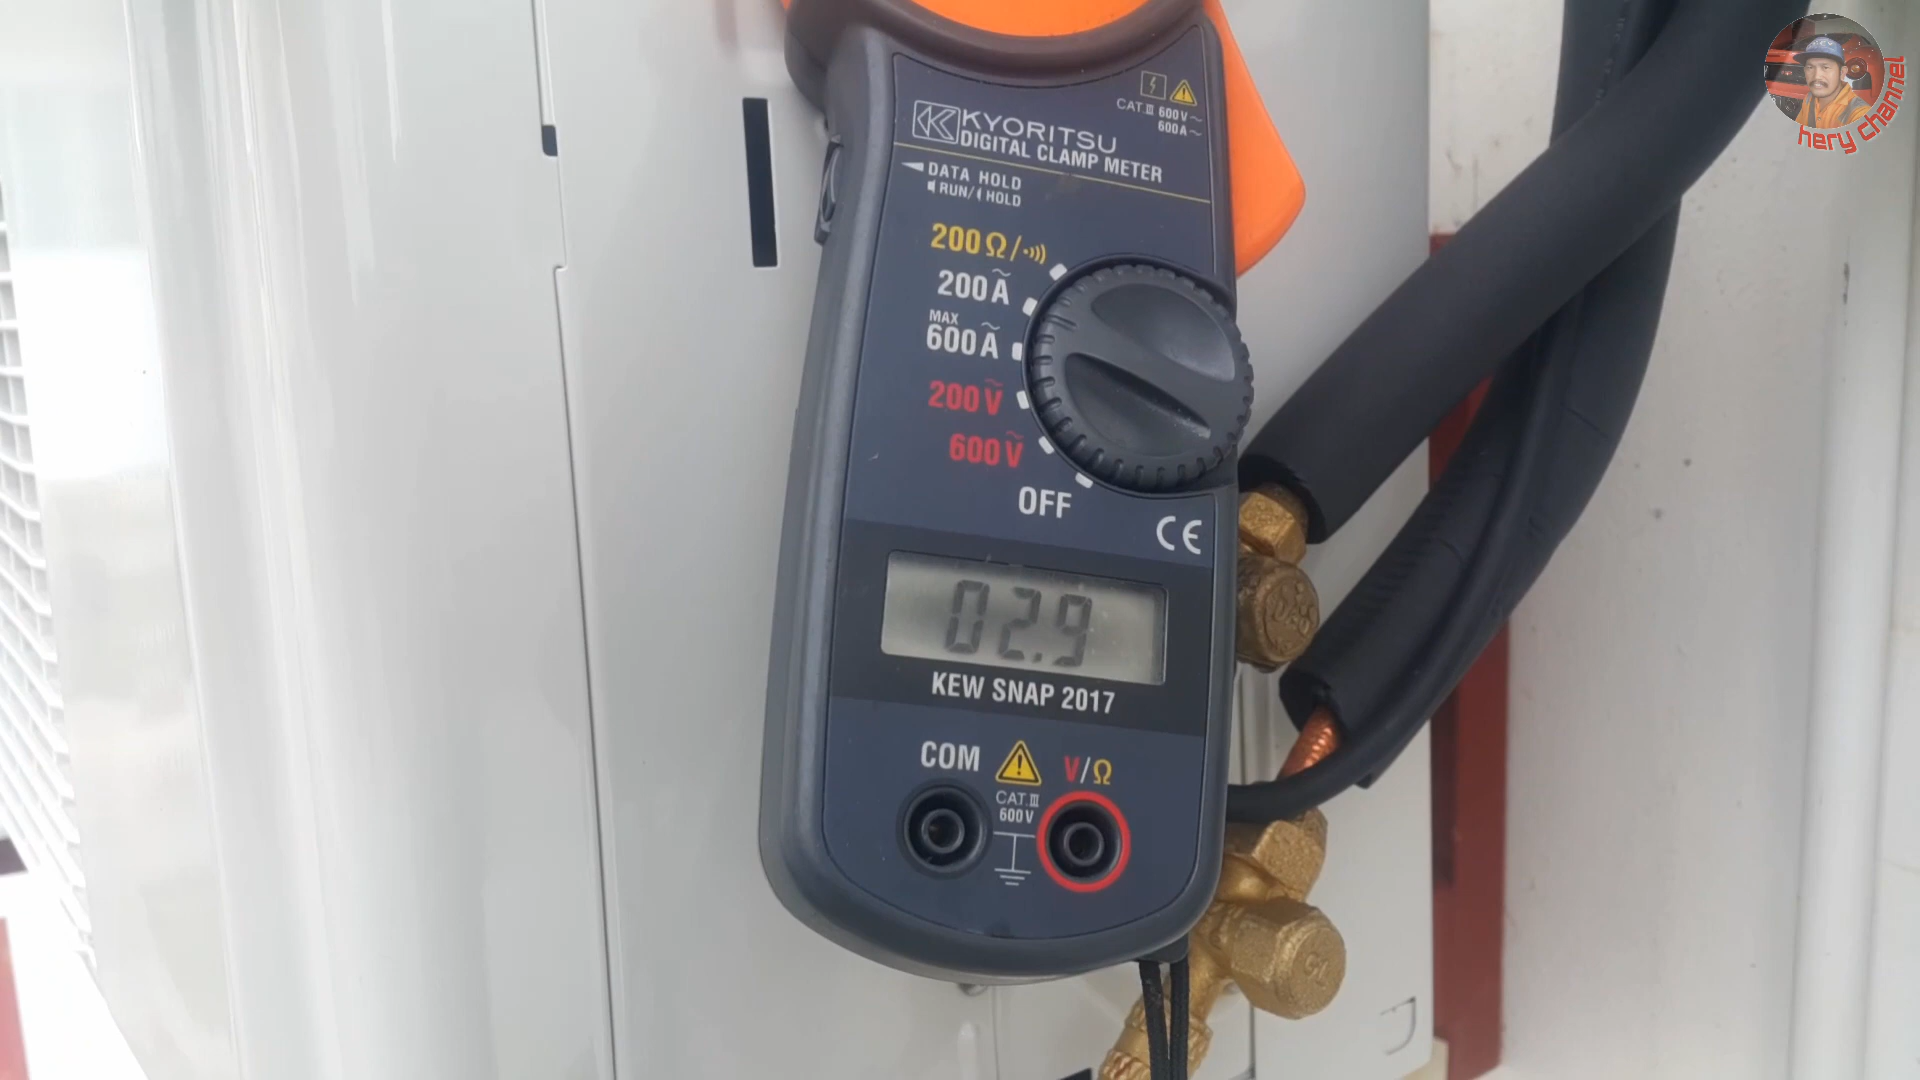 KYORITSU
DIGITAL CLAMP METER
CAT.III 600V~
600A~
DATA HOLD
RUN/ HOLD
200Ω/
200A
MAX
600A
200V
600V
OFF
CE
02.9
KEW SNAP 2017
COM
V/Ω
CAT.III
600V
hery channel